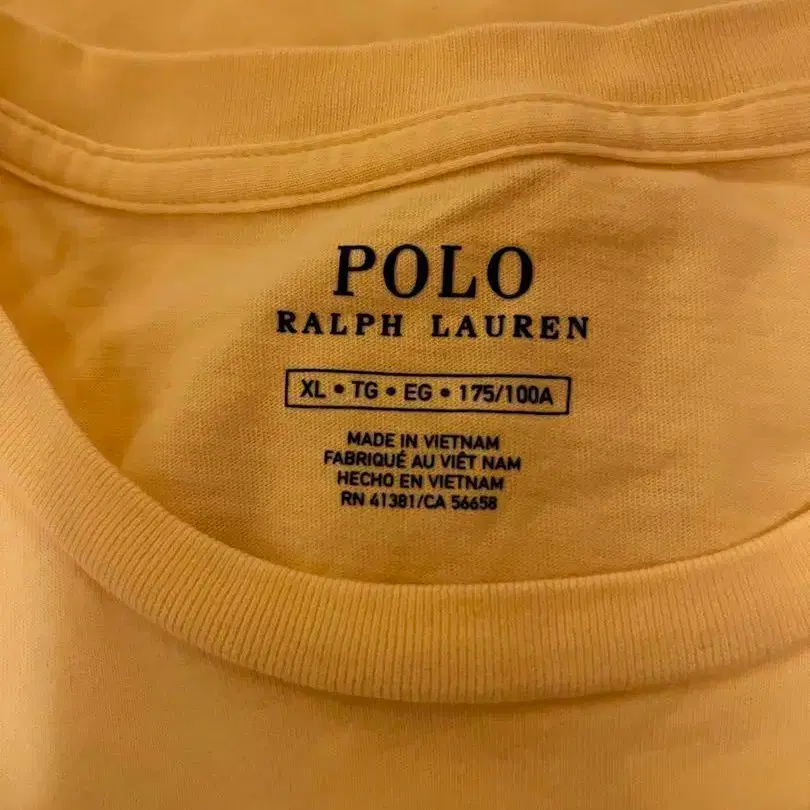 POLO
RALPH LAUREN
XL • TG • EG • 175/100A
MADE IN VIETNAM
FABRIQUÉ AU VIÊT NAM
HECHO EN VIETNAM
RN 41381/CA 56658